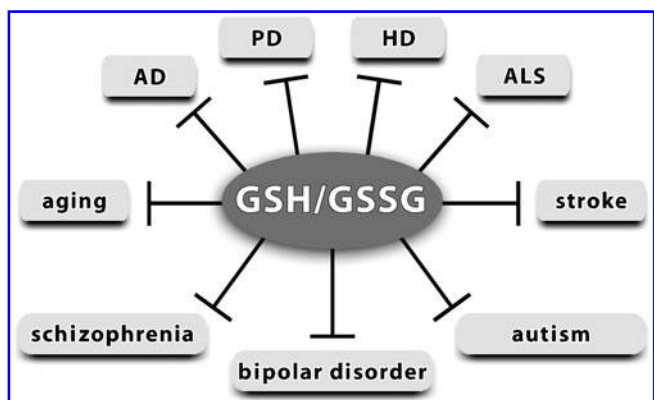 PD
HD
AD
ALS
GSH/GSSG
aging
stroke
schizophrenia
autism
bipolar disorder